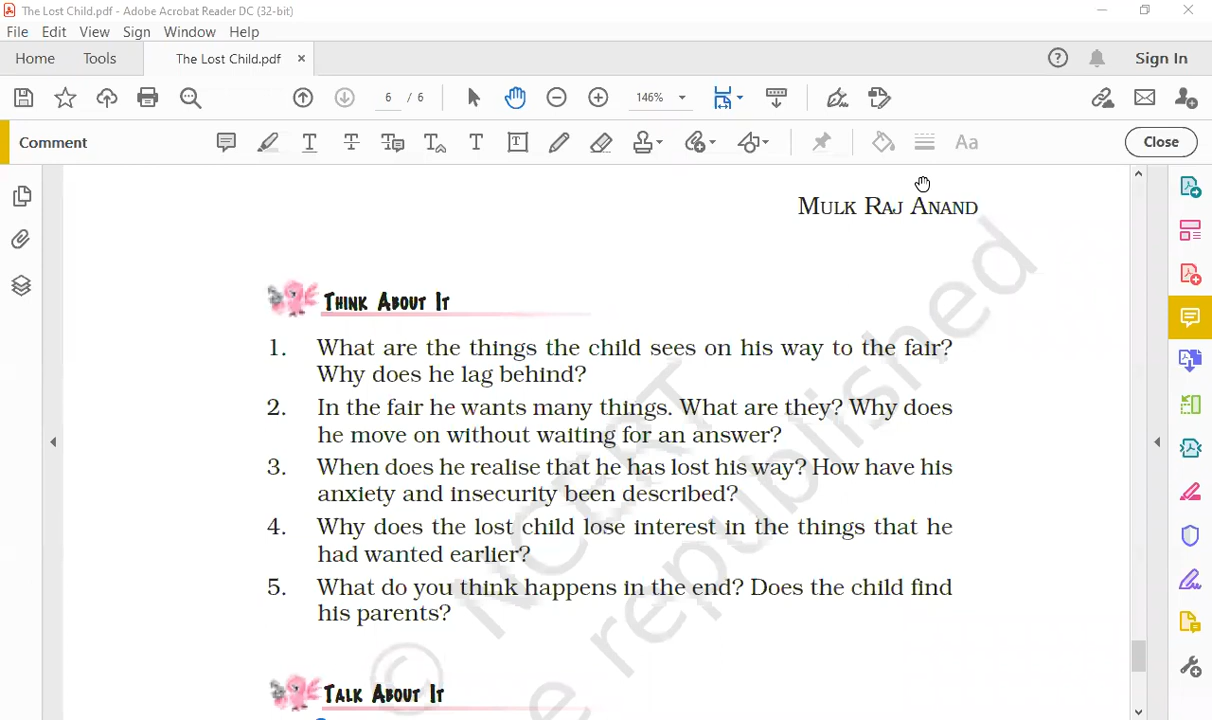 The Lost Child.pdf - Adobe Acrobat Reader DC (32-bit)
File Edit View Sign Window Help
Home Tools The Lost Child.pdf × Sign In
6 / 6 146%
Comment Close
MULK RAJ ANAND
THINK ABOUT IT
1. What are the things the child sees on his way to the fair?
Why does he lag behind?
2. In the fair he wants many things. What are they? Why does
he move on without waiting for an answer?
3. When does he realise that he has lost his way? How have his
anxiety and insecurity been described?
4. Why does the lost child lose interest in the things that he
had wanted earlier?
5. What do you think happens in the end? Does the child find
his parents?
TALK ABOUT IT
© NCERT
e republished